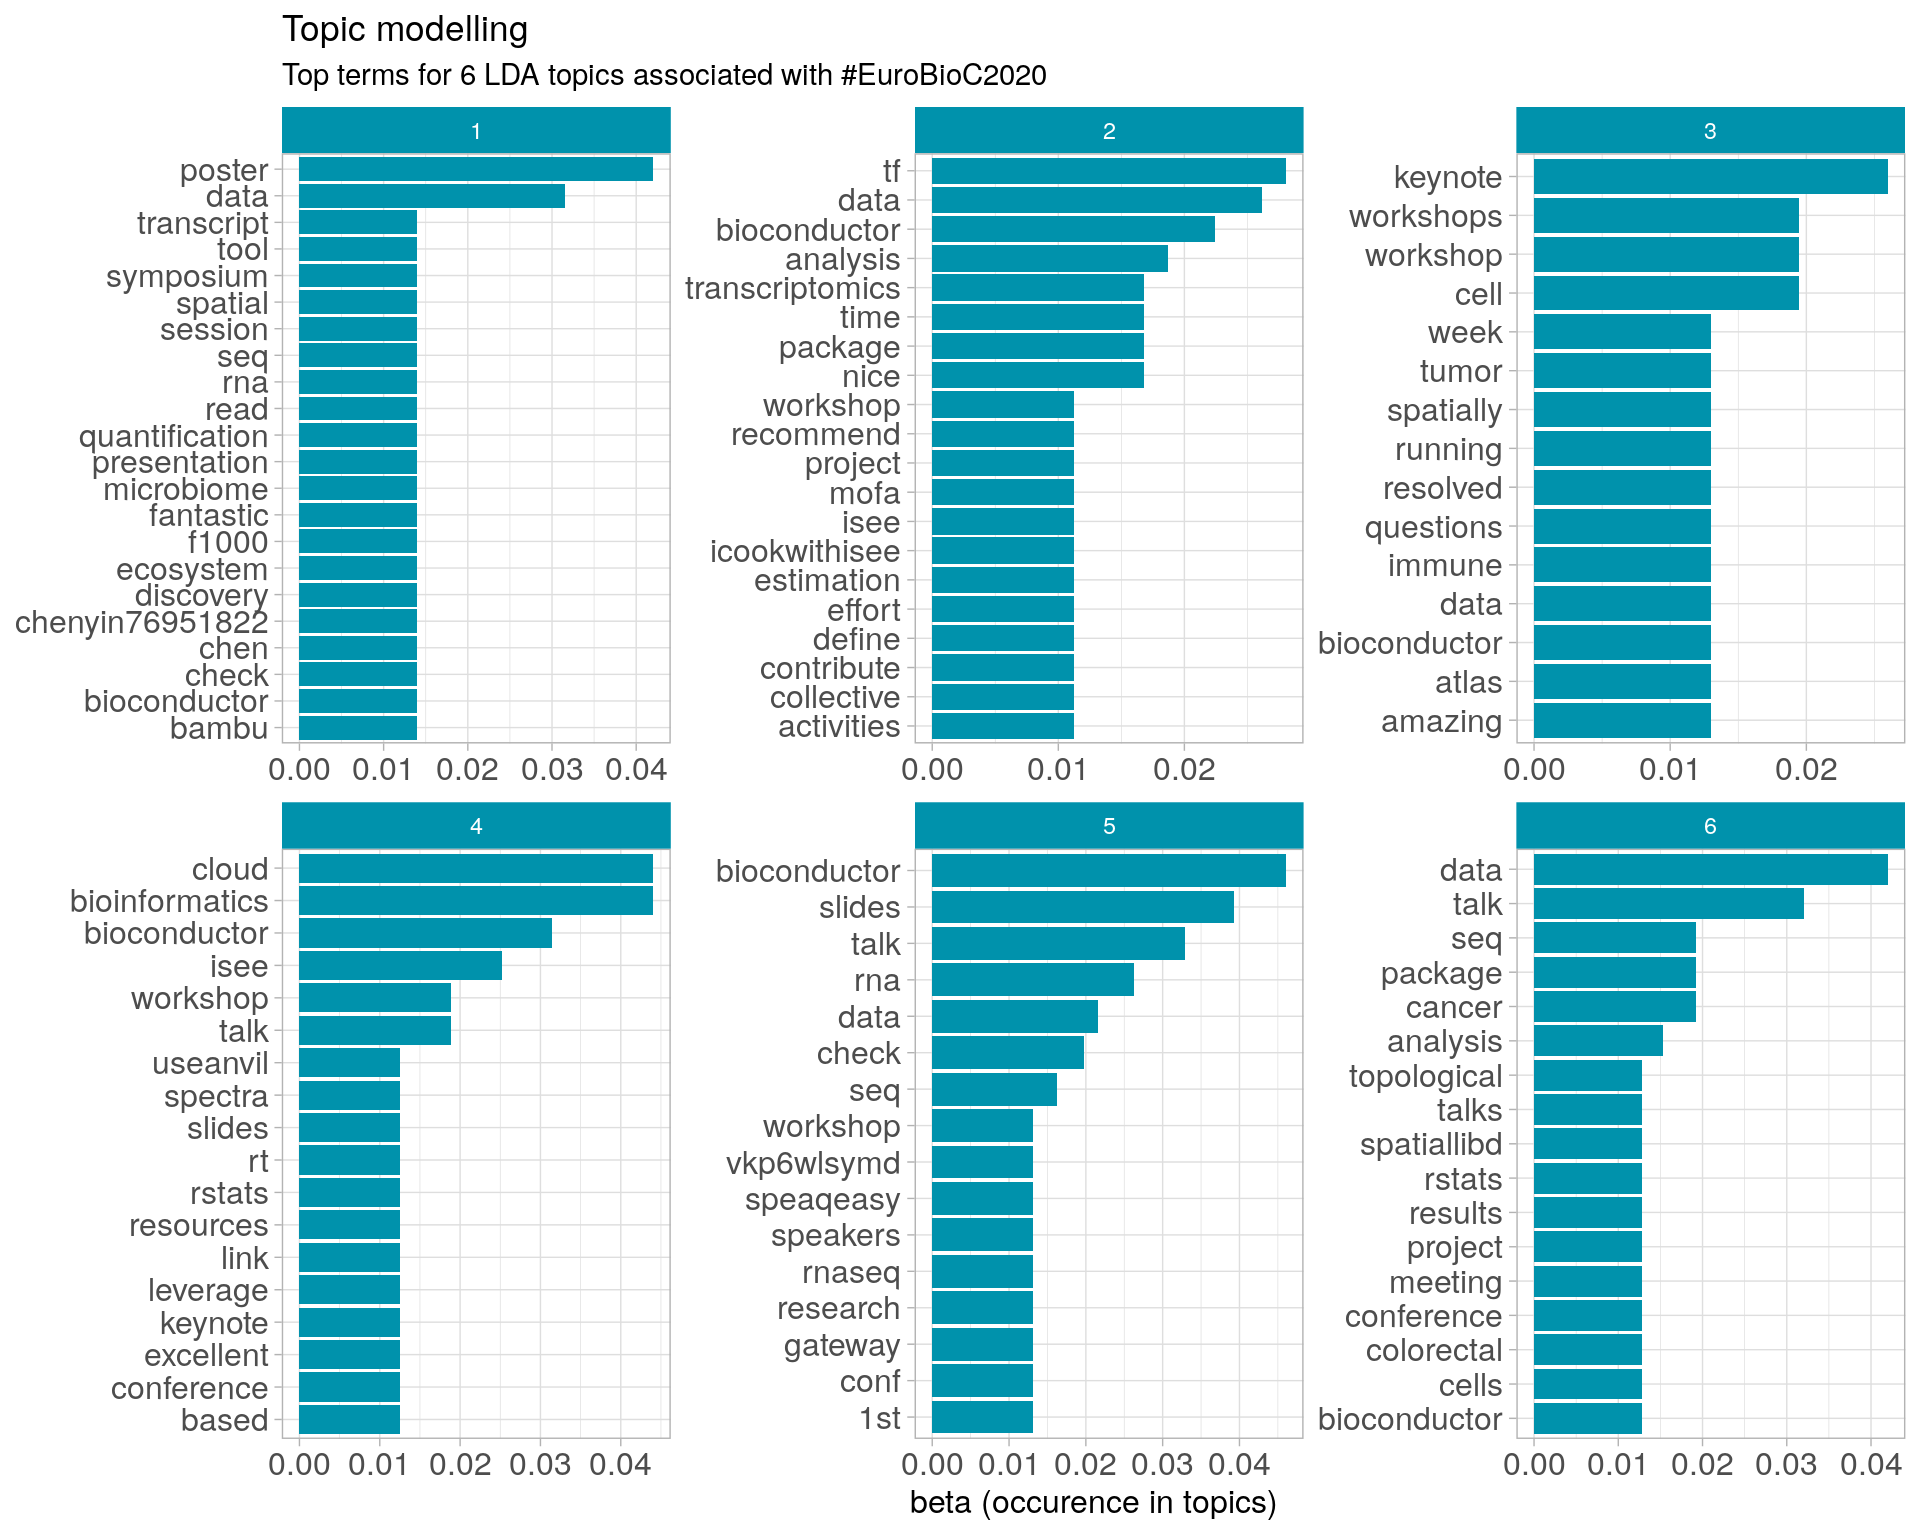 Topic modelling
Top terms for 6 LDA topics associated with #EuroBioC2020
1
poster
data
transcript
tool
symposium
spatial
session
seq
rna
read
quantification
presentation
microbiome
fantastic
f1000
ecosystem
discovery
chenyin76951822
chen
check
bioconductor
bambu
0.00 0.01 0.02 0.03 0.04
2
tf
data
bioconductor
analysis
transcriptomics
time
package
nice
workshop
recommend
project
mofa
isee
icookwithisee
estimation
effort
define
contribute
collective
activities
0.00 0.01 0.02
3
keynote
workshops
workshop
cell
week
tumor
spatially
running
resolved
questions
immune
data
bioconductor
atlas
amazing
0.00 0.01 0.02
4
cloud
bioinformatics
bioconductor
isee
workshop
talk
useanvil
spectra
slides
rt
rstats
resources
link
leverage
keynote
excellent
conference
based
0.00 0.01 0.02 0.03 0.04
5
bioconductor
slides
talk
rna
data
check
seq
workshop
vkp6wlsymd
speaqeasy
speakers
rnaseq
research
gateway
conf
1st
0.00 0.01 0.02 0.03 0.04
6
data
talk
seq
package
cancer
analysis
topological
talks
spatiallibd
rstats
results
project
meeting
conference
colorectal
cells
bioconductor
0.00 0.01 0.02 0.03 0.04
beta (occurence in topics)